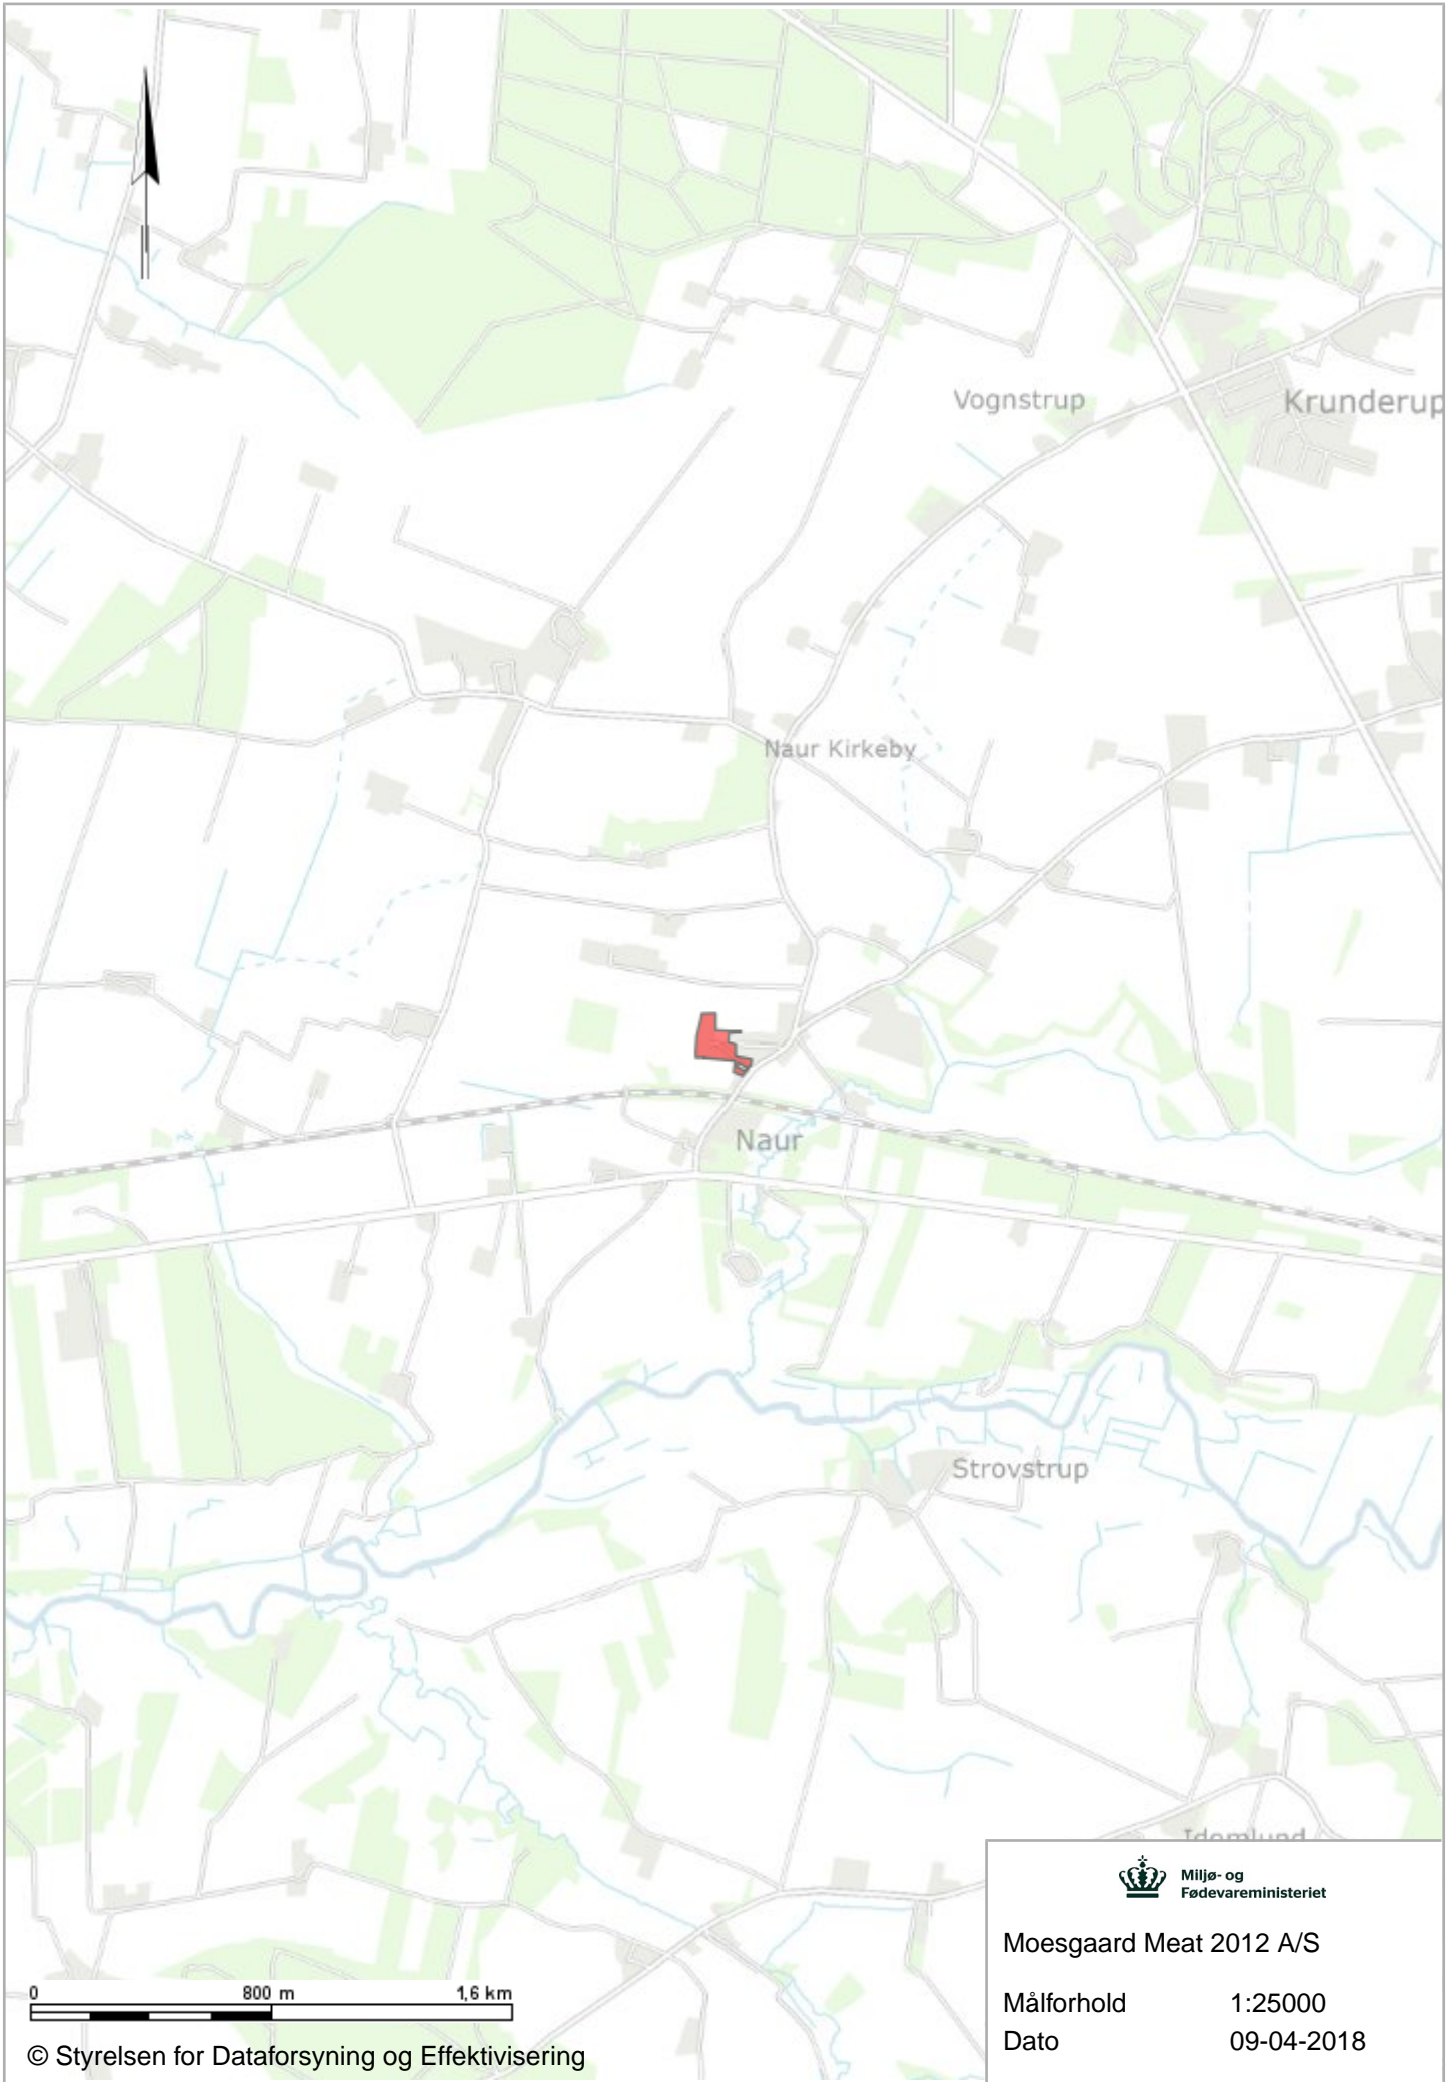 Vognstrup
Krunderup
Naur Kirkeby
Naur
Strovstrup
Idomlund
Miljø- og
Fødevareministeriet
Moesgaard Meat 2012 A/S
Målforhold 1:25000
Dato 09-04-2018
0 800 m 1,6 km
© Styrelsen for Dataforsyning og Effektivisering